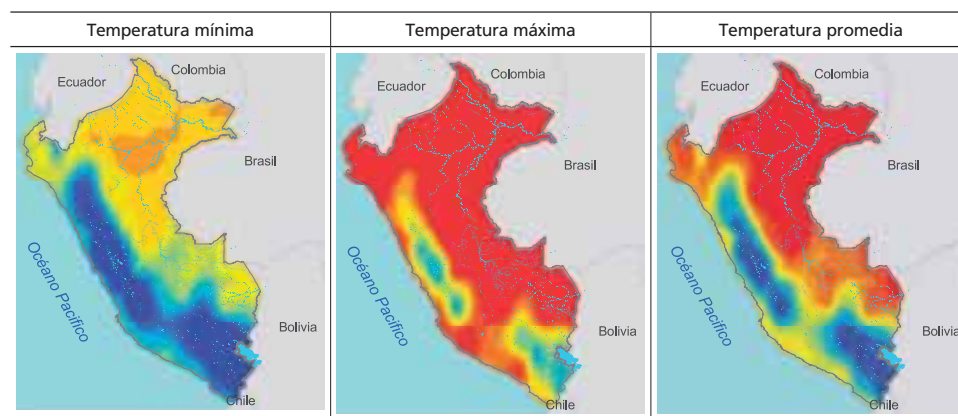 Temperatura mínima
Temperatura máxima
Temperatura promedia
Ecuador
Colombia
Brasil
Océano Pacífico
Bolivia
Chile
Ecuador
Colombia
Brasil
Océano Pacífico
Bolivia
Chile
Ecuador
Colombia
Brasil
Océano Pacífico
Bolivia
Chile